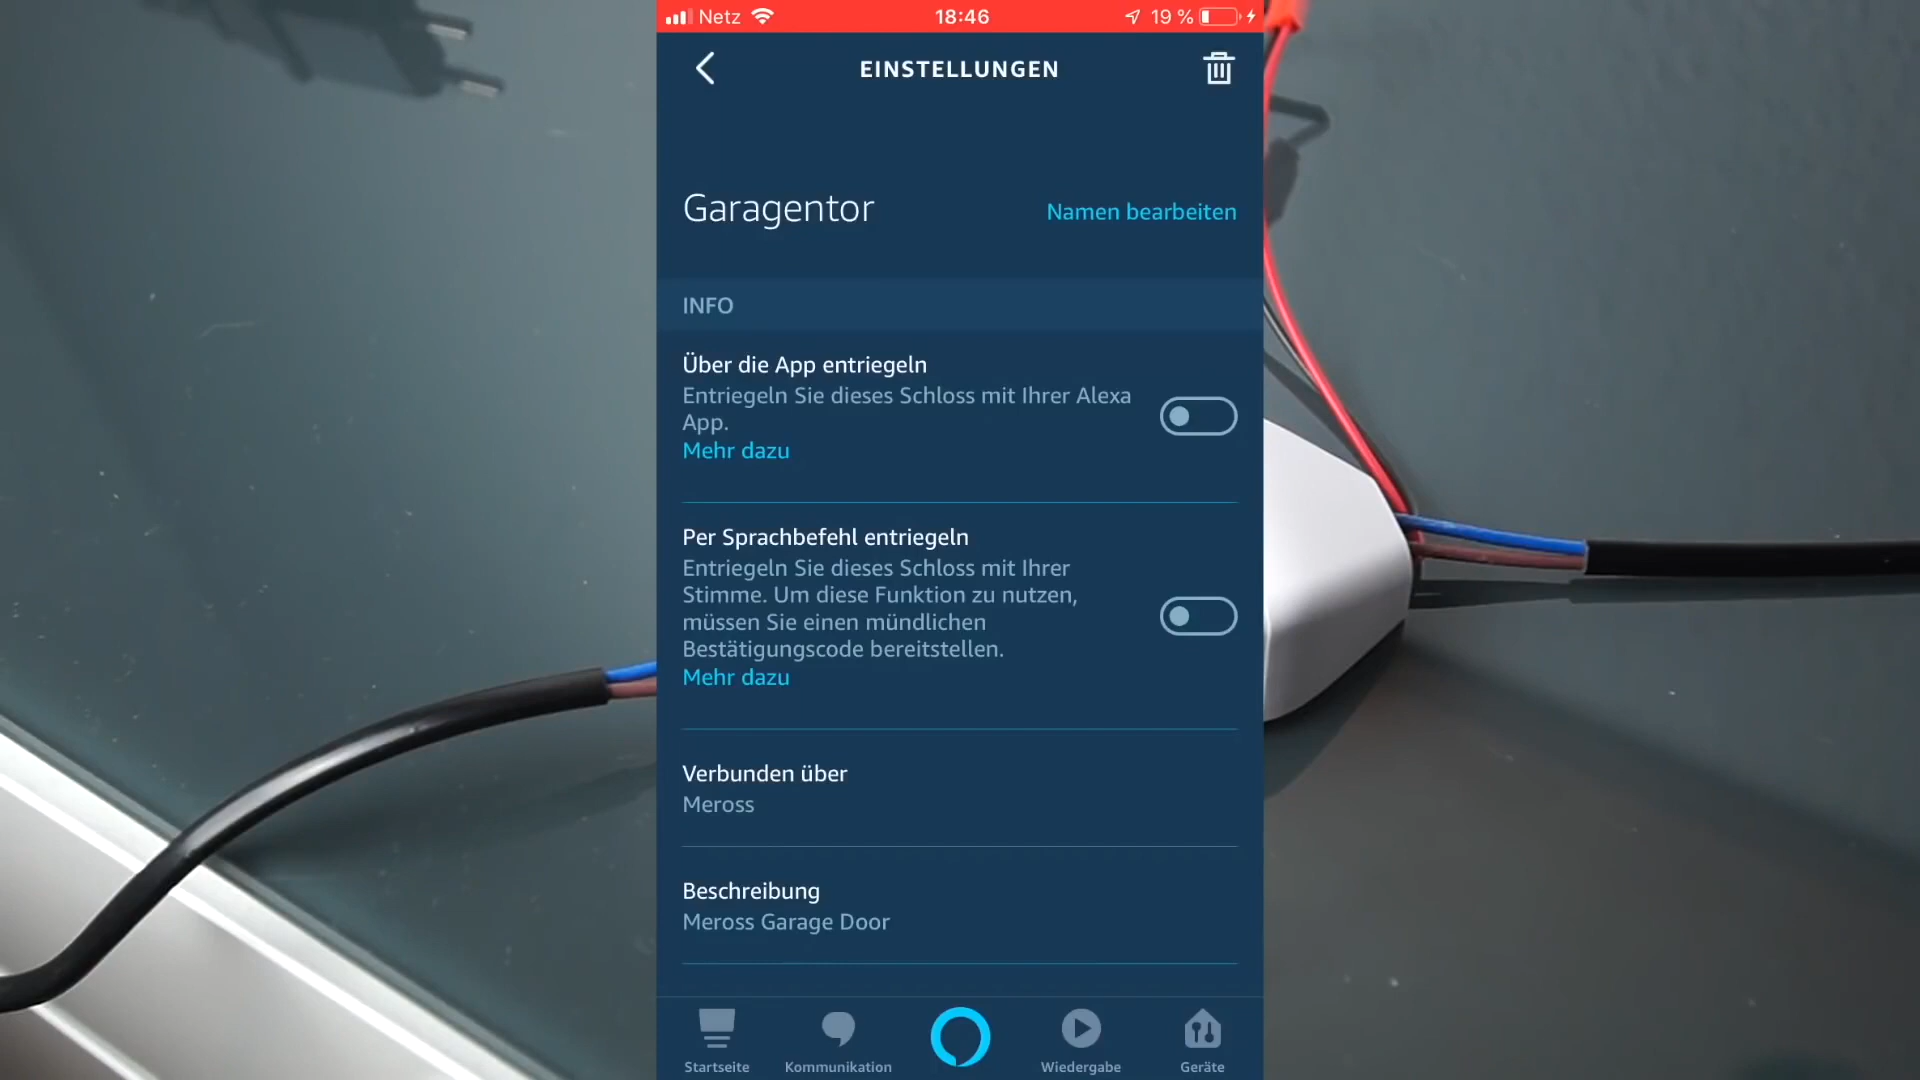 Netz 18:46 19 %
EINSTELLUNGEN
Garagentor Namen bearbeiten
INFO
Über die App entriegeln
Entriegeln Sie dieses Schloss mit Ihrer Alexa
App.
Mehr dazu
Per Sprachbefehl entriegeln
Entriegeln Sie dieses Schloss mit Ihrer
Stimme. Um diese Funktion zu nutzen,
müssen Sie einen mündlichen
Bestätigungscode bereitstellen.
Mehr dazu
Verbunden über
Meross
Beschreibung
Meross Garage Door
Startseite Kommunikation Wiedergabe Geräte